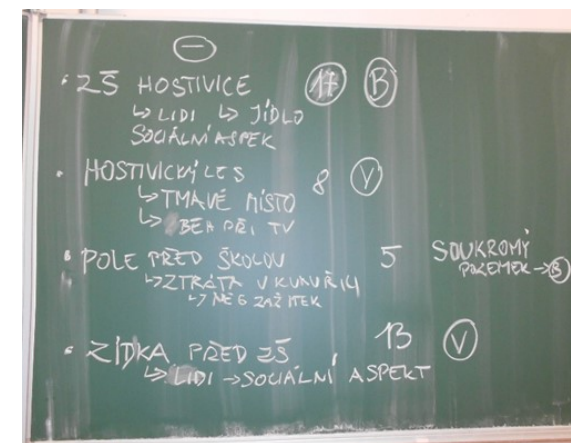 −
• ZŠ HOSTIVICE 17 B
↳ LIDI ↳ JÍDLO
SOCIÁLNÍ ASPEK
• HOSTIVICKÝ LES 8 V
↳ TMAVÉ MÍSTO
↳ BĚH PŘI TV
• POLE PŘED ŠKOLOU 5 SOUKROMÝ
↳ ZTRÁTA V KUKUŘICI POZEMEK → B
↳ NEG ZÁŽITEK
• ZÍDKA PŘED ZŠ 13 V
↳ LIDI → SOCIÁLNÍ ASPEKT